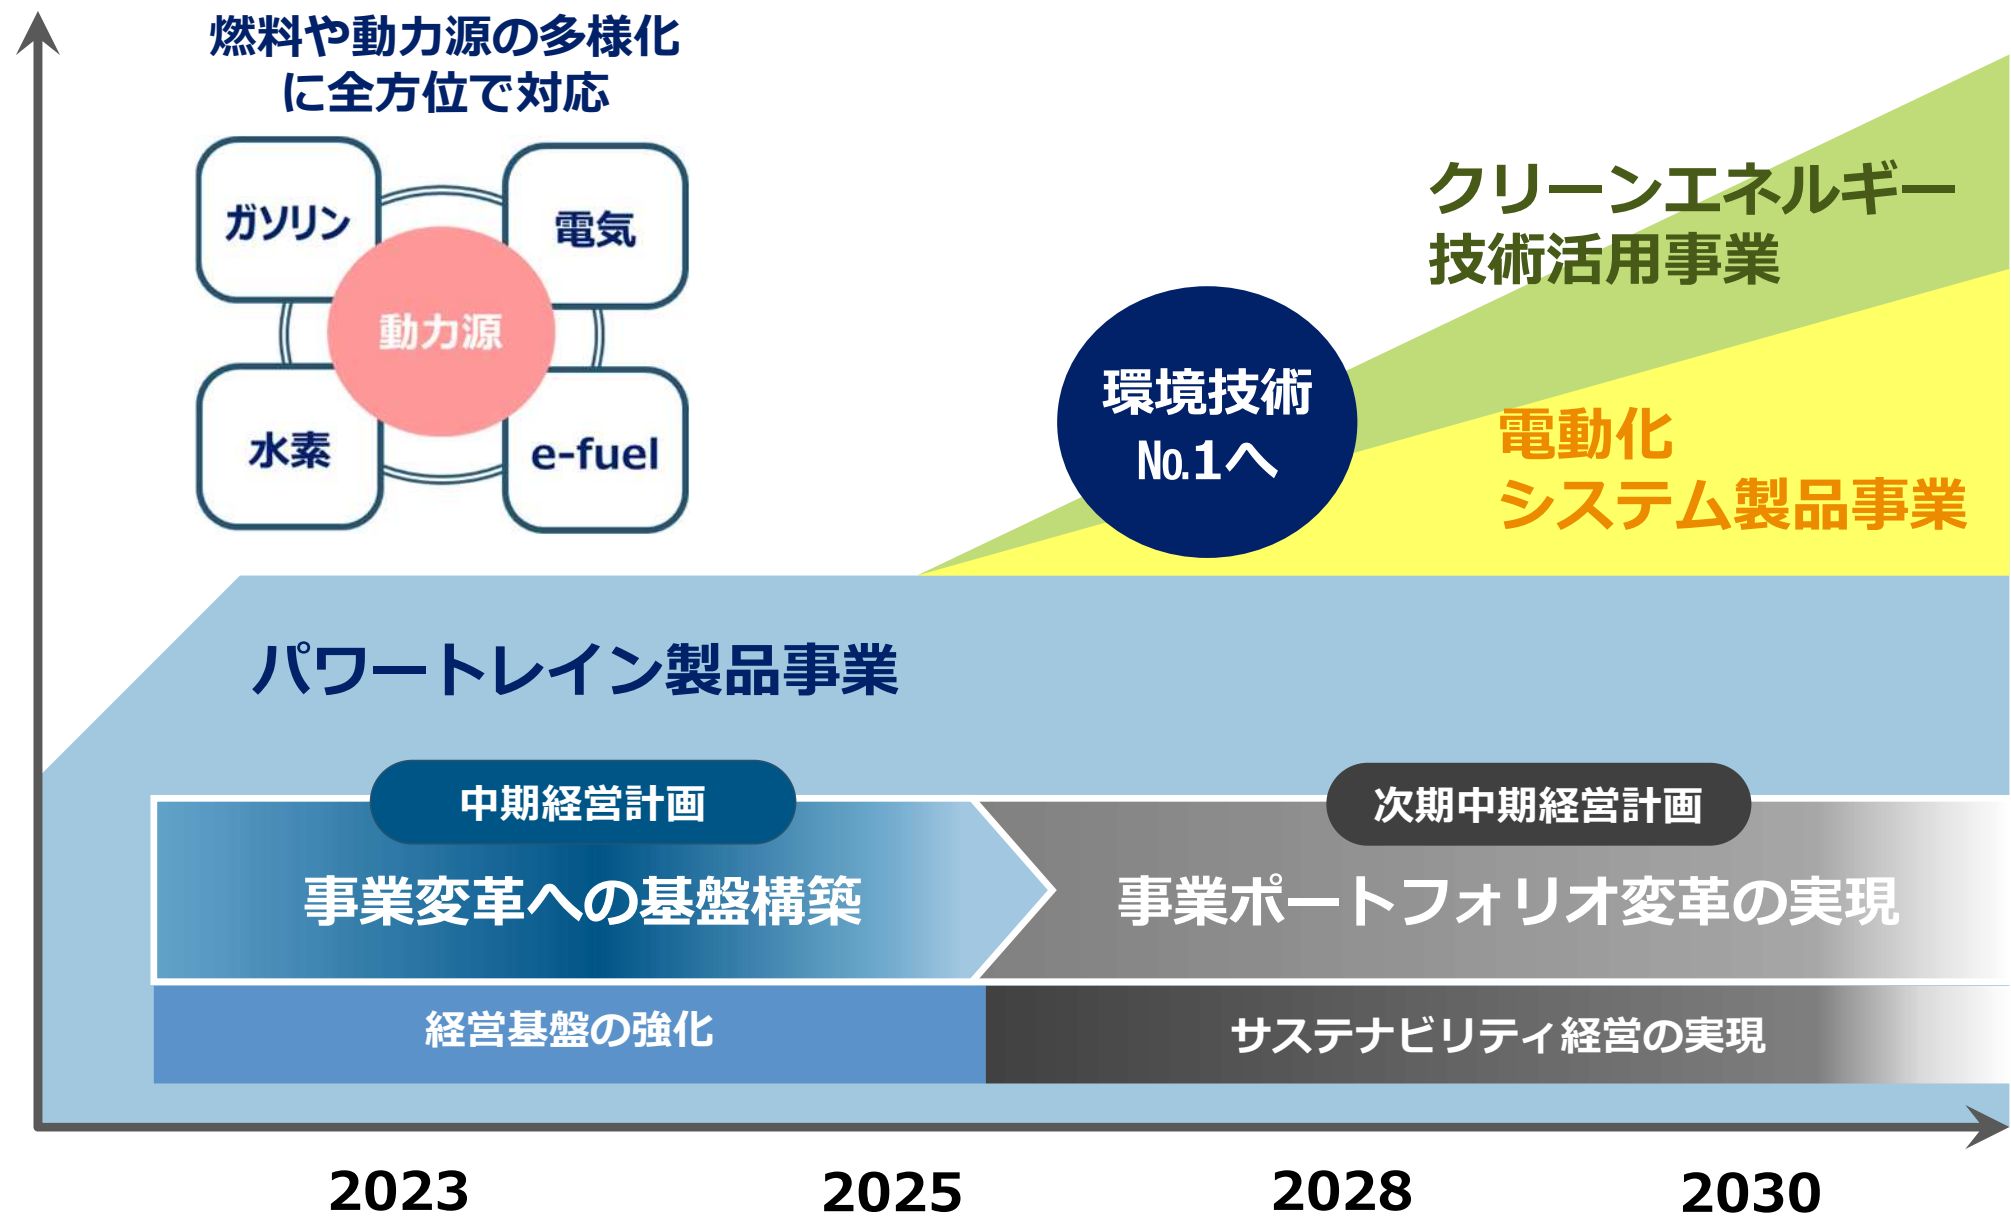 燃料や動力源の多様化
に全方位で対応
ガソリン
電気
動力源
水素
e-fuel
クリーンエネルギー
技術活用事業
環境技術
№1へ
電動化
システム製品事業
パワートレイン製品事業
中期経営計画
次期中期経営計画
事業変革への基盤構築
事業ポートフォリオ変革の実現
経営基盤の強化
サステナビリティ経営の実現
2023
2025
2028
2030